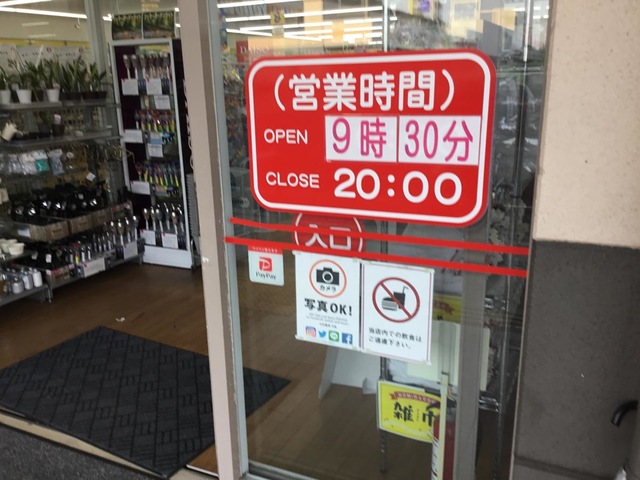 (営業時間)
OPEN 9時30分
CLOSE 20:00
入口
PayPay
カメラ
写真OK!
当店内での飲食は
ご遠慮下さい。
雑巾